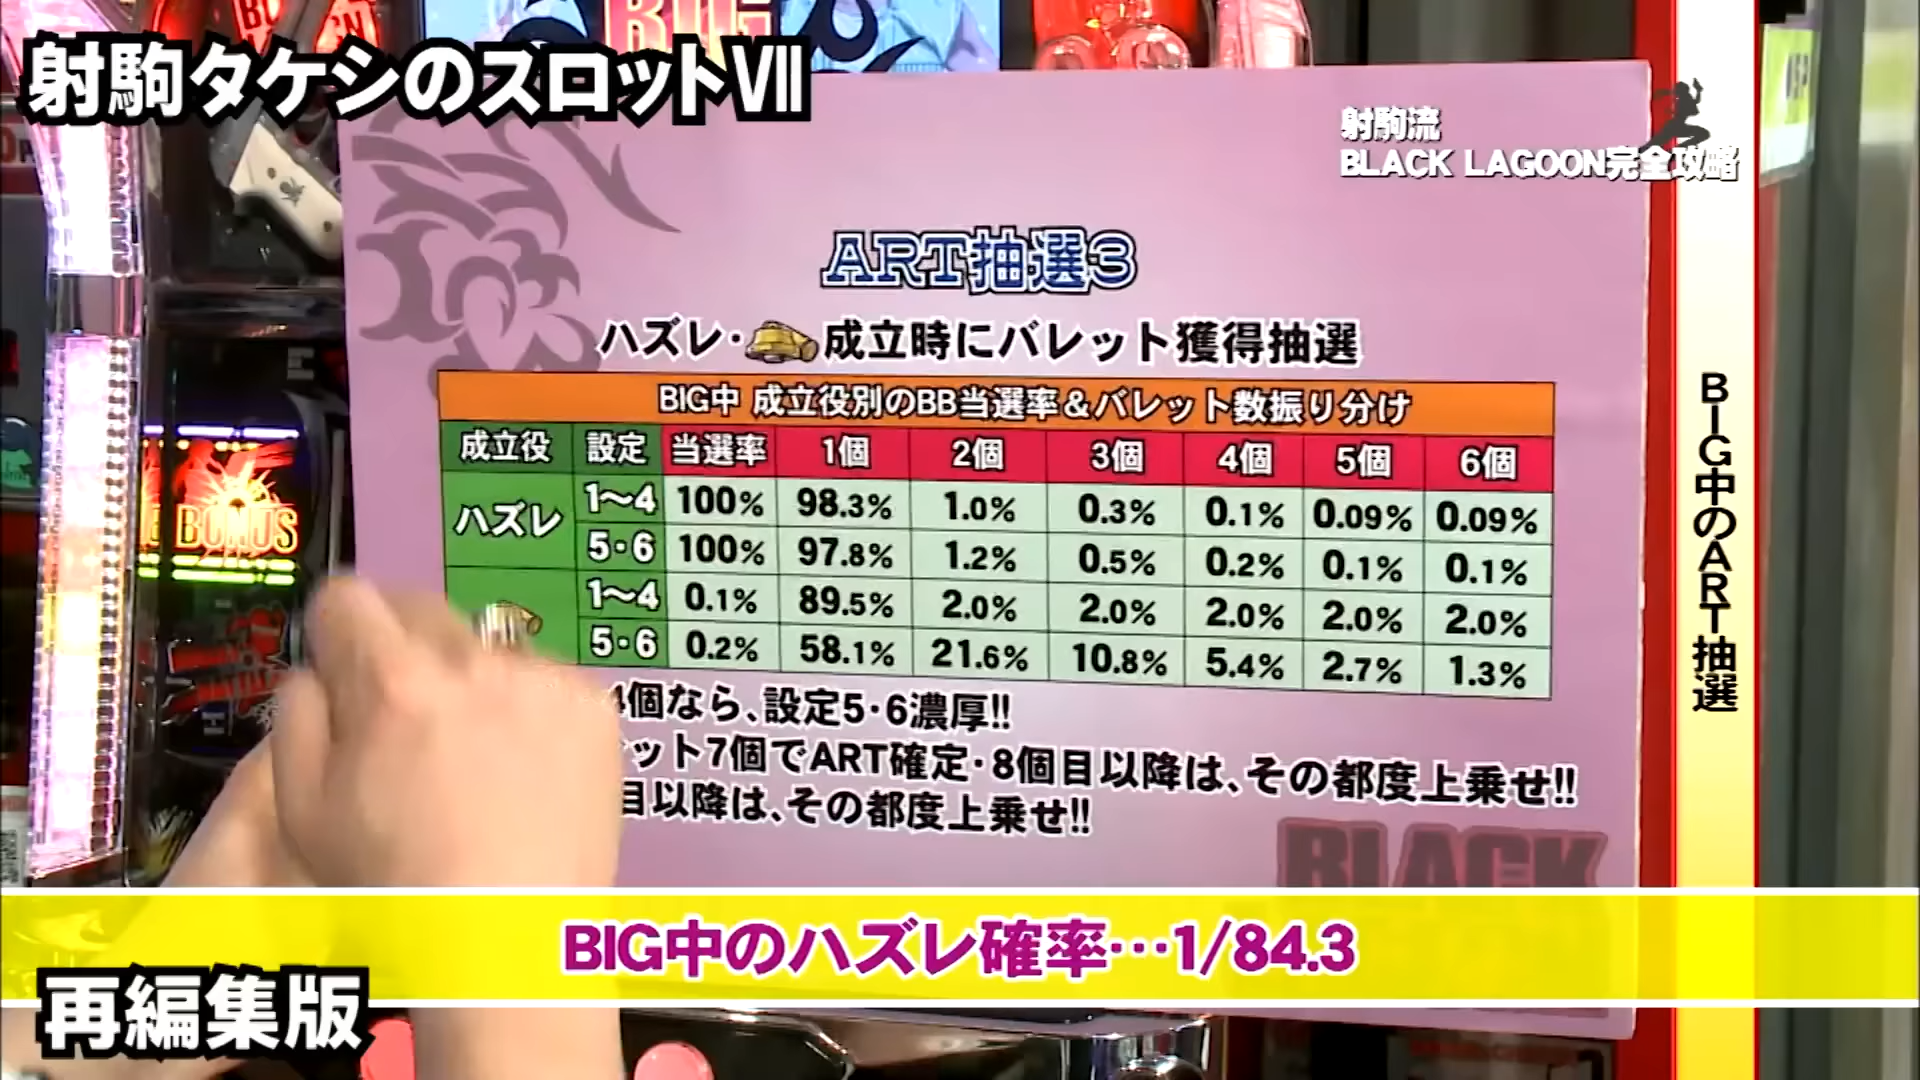 BIG
射駒タケシのスロットⅦ
射駒流
BLACK LAGOON完全攻略
ART抽選3
ハズレ・成立時にバレット獲得抽選
BIG中 成立役別のBB当選率&バレット数振り分け
成立役 設定 当選率 1個 2個 3個 4個 5個 6個
ハズレ 1〜4 100% 98.3% 1.0% 0.3% 0.1% 0.09% 0.09%
5・6 100% 97.8% 1.2% 0.5% 0.2% 0.1% 0.1%
1〜4 0.1% 89.5% 2.0% 2.0% 2.0% 2.0% 2.0%
5・6 0.2% 58.1% 21.6% 10.8% 5.4% 2.7% 1.3%
4個なら、設定5・6濃厚!!
ット7個でART確定・8個目以降は、その都度上乗せ!!
目以降は、その都度上乗せ!!
BLACK
BONUS
BIG中のART抽選
BIG中のハズレ確率…1/84.3
再編集版